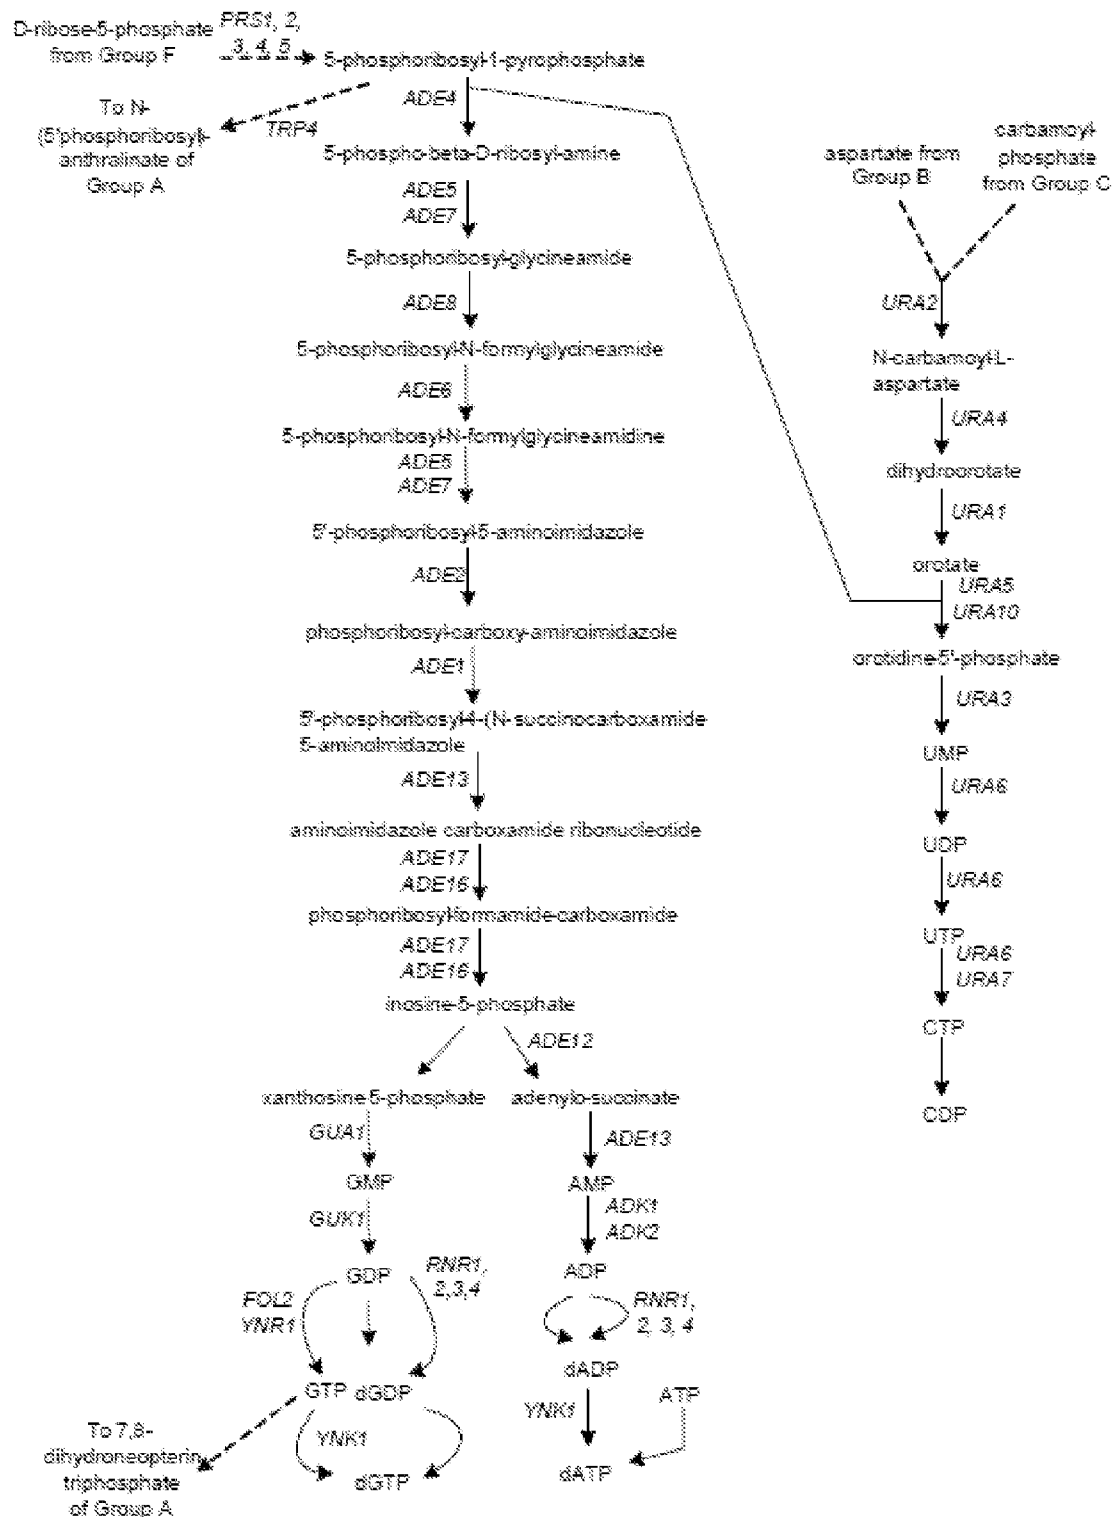 D-ribose-5-phosphate
from Group F
PRS1, 2,
3, 4, 5
5-phosphoribosyl-1-pyrophosphate
To N-
(5'phosphoribosyl)-
anthralinate of
Group A
TRP4
ADE4
5-phospho-beta-D-ribosyl-amine
ADE5
ADE7
5-phosphoribosyl-glycineamide
ADE8
5-phosphoribosyl-N-formylglycineamide
ADE6
5-phosphoribosyl-N-formylglycineamidine
ADE5
ADE7
5'-phosphoribosyl-5-aminoimidazole
ADE2
phosphoribosyl-carboxy-aminoimidazole
ADE1
5'-phosphoribosyl-4-(N-succinocarboxamide
5-aminoimidazole
ADE13
aminoimidazole carboxamide ribonucleotide
ADE17
ADE16
phosphoribosyl-formamide-carboxamide
ADE17
ADE16
inosine-5-phosphate
ADE12
xanthosine-5-phosphate
adenylo-succinate
GUA1
ADE13
GMP
AMP
GUK1
ADK1
ADK2
GDP
ADP
FOL2
YNR1
RNR1,
2,3,4
RNR1,
2, 3, 4
GTP
dGDP
dADP
ATP
YNK1
YNK1
dGTP
dATP
To 7,8-
dihydroneopterin
triphosphate
of Group A
aspartate from
Group B
carbamoyl-
phosphate
from Group C
URA2
N-carbamoyl-L-
aspartate
URA4
dihydroorotate
URA1
orotate
URA5
URA10
orotidine-5'-phosphate
URA3
UMP
URA6
UDP
URA6
UTP
URA6
URA7
CTP
CDP